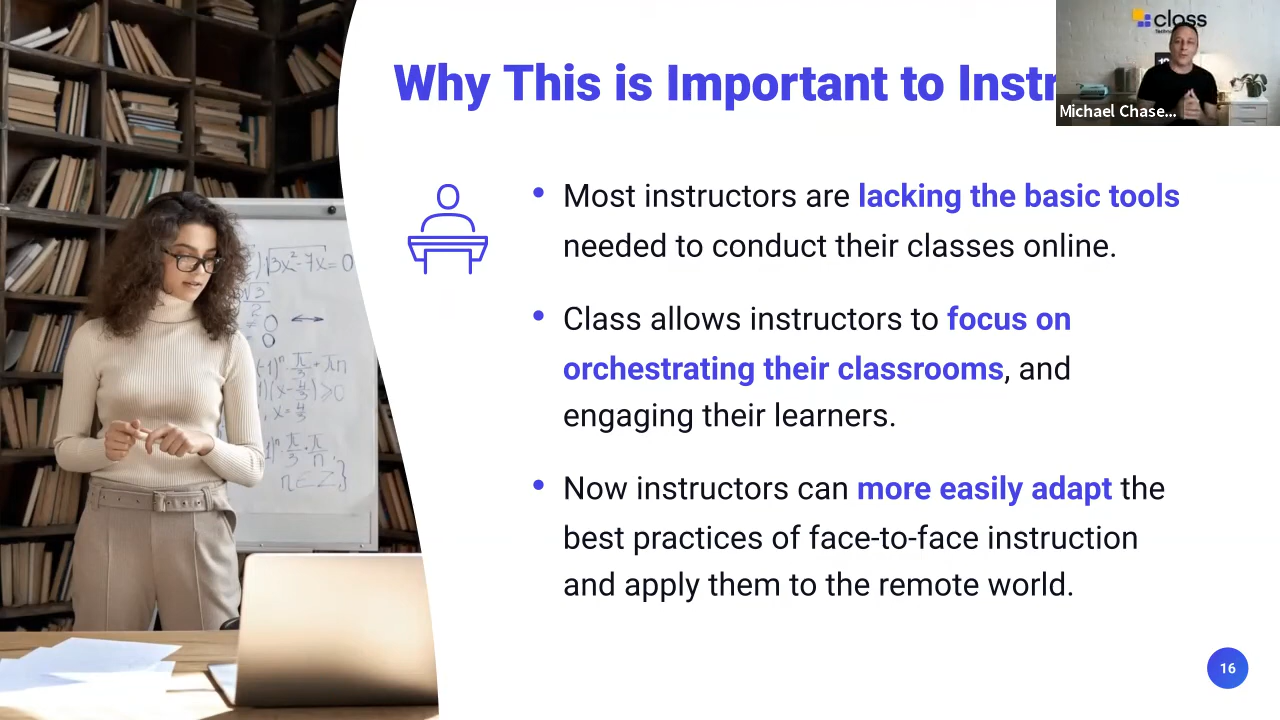 class
Why This is Important to Instr
Michael Chase...
• Most instructors are lacking the basic tools
needed to conduct their classes online.
• Class allows instructors to focus on
orchestrating their classrooms, and
engaging their learners.
• Now instructors can more easily adapt the
best practices of face-to-face instruction
and apply them to the remote world.
3x²-7x=0
16